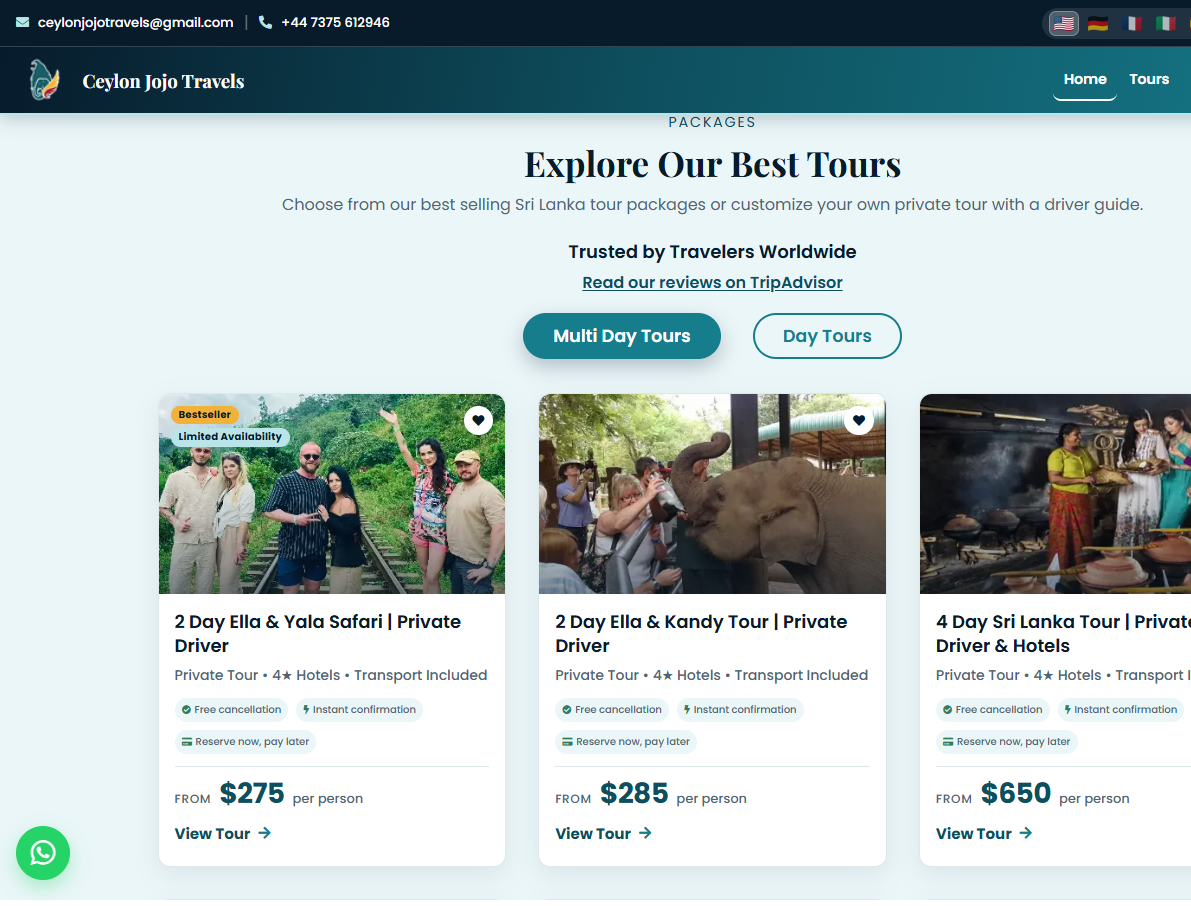 ceylonjojotravels@gmail.com | +44 7375 612946
Ceylon Jojo Travels
Home Tours
PACKAGES
Explore Our Best Tours
Choose from our best selling Sri Lanka tour packages or customize your own private tour with a driver guide.
Trusted by Travelers Worldwide
Read our reviews on TripAdvisor
Multi Day Tours
Day Tours
Bestseller
Limited Availability
2 Day Ella & Yala Safari | Private
Driver
Private Tour • 4★ Hotels • Transport Included
Free cancellation
Instant confirmation
Reserve now, pay later
FROM $275 per person
View Tour →
2 Day Ella & Kandy Tour | Private
Driver
Private Tour • 4★ Hotels • Transport Included
Free cancellation
Instant confirmation
Reserve now, pay later
FROM $285 per person
View Tour →
4 Day Sri Lanka Tour | Private
Driver & Hotels
Private Tour • 4★ Hotels • Transport
Free cancellation
Instant confirmation
Reserve now, pay later
FROM $650 per person
View Tour →